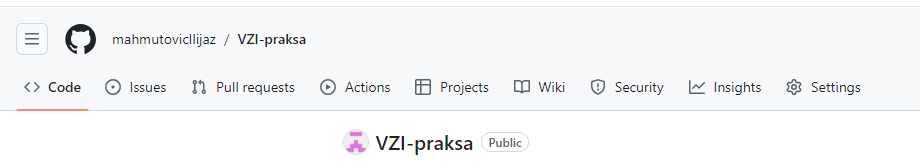 mahmutovicllijaz / VZI-praksa
Code Issues Pull requests Actions Projects Wiki Security Insights Settings
VZI-praksa Public